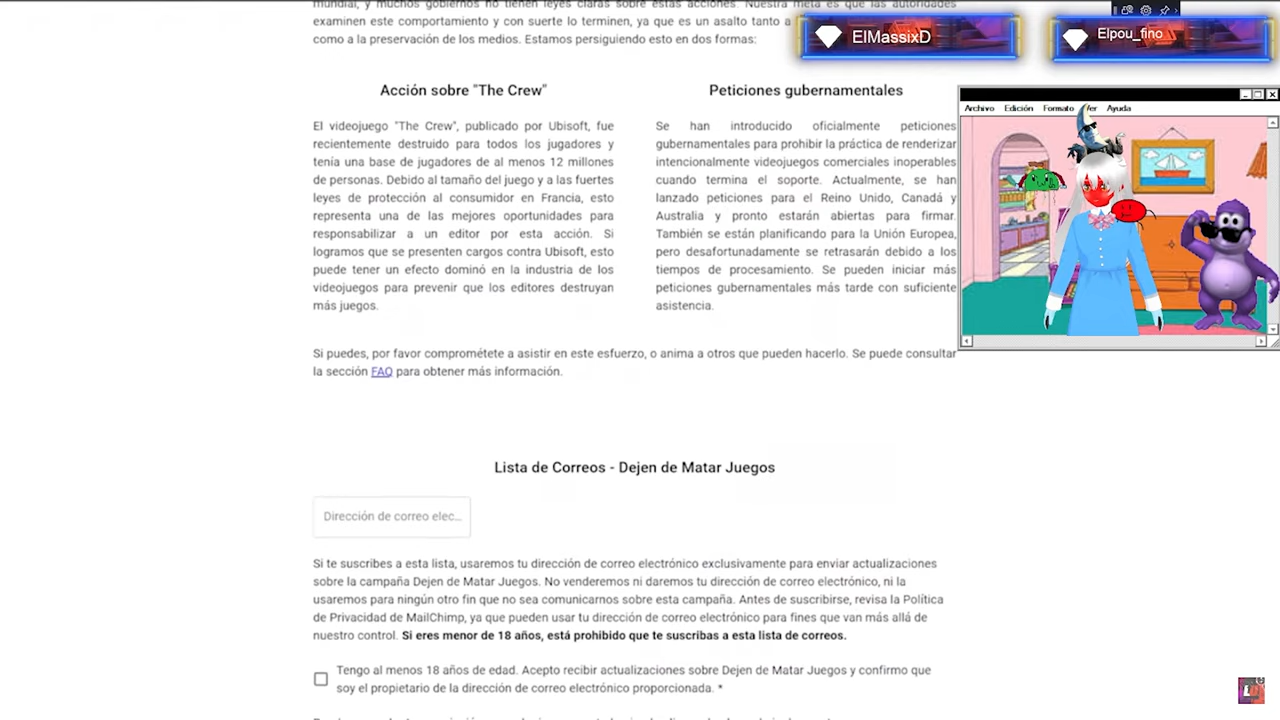 mundial, y muchos gobiernos no tienen leyes claras sobre estas acciones. Nuestra meta es que las autoridades
examinen este comportamiento y con suerte lo terminen, ya que es un asalto tanto a
como a la preservación de los medios. Estamos persiguiendo esto en dos formas:
ElMassixD
Elpou_fino
Archivo Edición Formato Ver Ayuda
Acción sobre "The Crew"
El videojuego "The Crew", publicado por Ubisoft, fue
recientemente destruido para todos los jugadores y
tenía una base de jugadores de al menos 12 millones
de personas. Debido al tamaño del juego y a las fuertes
leyes de protección al consumidor en Francia, esto
representa una de las mejores oportunidades para
responsabilizar a un editor por esta acción. Si
logramos que se presenten cargos contra Ubisoft, esto
puede tener un efecto dominó en la industria de los
videojuegos para prevenir que los editores destruyan
más juegos.
Peticiones gubernamentales
Se han introducido oficialmente peticiones
gubernamentales para prohibir la práctica de renderizar
intencionalmente videojuegos comerciales inoperables
cuando termina el soporte. Actualmente, se han
lanzado peticiones para el Reino Unido, Canadá y
Australia y pronto estarán abiertas para firmar.
También se están planificando para la Unión Europea,
pero desafortunadamente se retrasarán debido a los
tiempos de procesamiento. Se pueden iniciar más
peticiones gubernamentales más tarde con suficiente
asistencia.
Si puedes, por favor comprométete a asistir en este esfuerzo, o anima a otros que pueden hacerlo. Se puede consultar
la sección FAQ para obtener más información.
Lista de Correos - Dejen de Matar Juegos
Dirección de correo elec...
Si te suscribes a esta lista, usaremos tu dirección de correo electrónico exclusivamente para enviar actualizaciones
sobre la campaña Dejen de Matar Juegos. No venderemos ni daremos tu dirección de correo electrónico, ni la
usaremos para ningún otro fin que no sea comunicarnos sobre esta campaña. Antes de suscribirse, revisa la Política
de Privacidad de MailChimp, ya que pueden usar tu dirección de correo electrónico para fines que van más allá de
nuestro control. Si eres menor de 18 años, está prohibido que te suscribas a esta lista de correos.
Tengo al menos 18 años de edad. Acepto recibir actualizaciones sobre Dejen de Matar Juegos y confirmo que
soy el propietario de la dirección de correo electrónico proporcionada. *